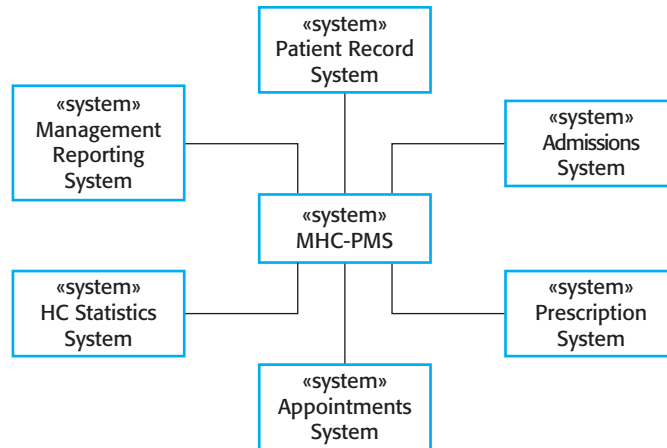 «system»
Patient Record
System
«system»
Management
Reporting
System
«system»
Admissions
System
«system»
MHC-PMS
«system»
HC Statistics
System
«system»
Prescription
System
«system»
Appointments
System